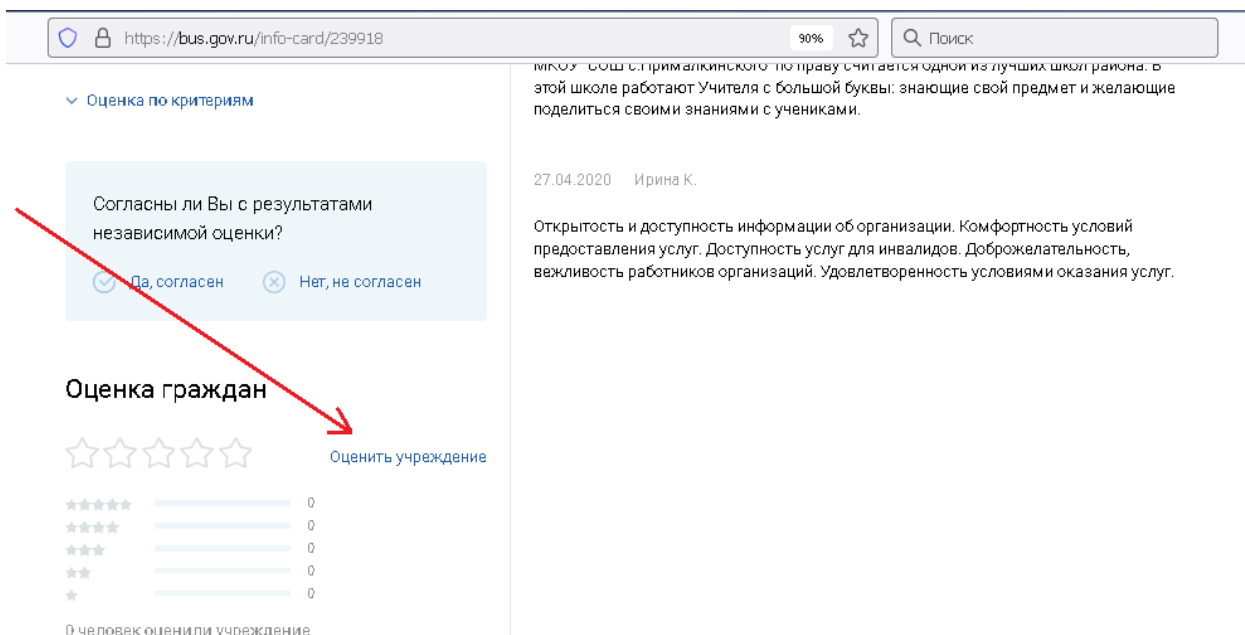 https://bus.gov.ru/info-card/239918
90%
Поиск
Оценка по критериям
Согласны ли Вы с результатами
независимой оценки?
Да, согласен
Нет, не согласен
Оценка граждан
Оценить учреждение
0
0
0
0
0
0 человек оценили учреждение
МКОУ "СОШ с.Прималкинского" по праву считается одной из лучших школ района. В
этой школе работают Учителя с большой буквы: знающие свой предмет и желающие
поделиться своими знаниями с учениками.
27.04.2020 Ирина К.
Открытость и доступность информации об организации. Комфортность условий
предоставления услуг. Доступность услуг для инвалидов. Доброжелательность,
вежливость работников организаций. Удовлетворенность условиями оказания услуг.